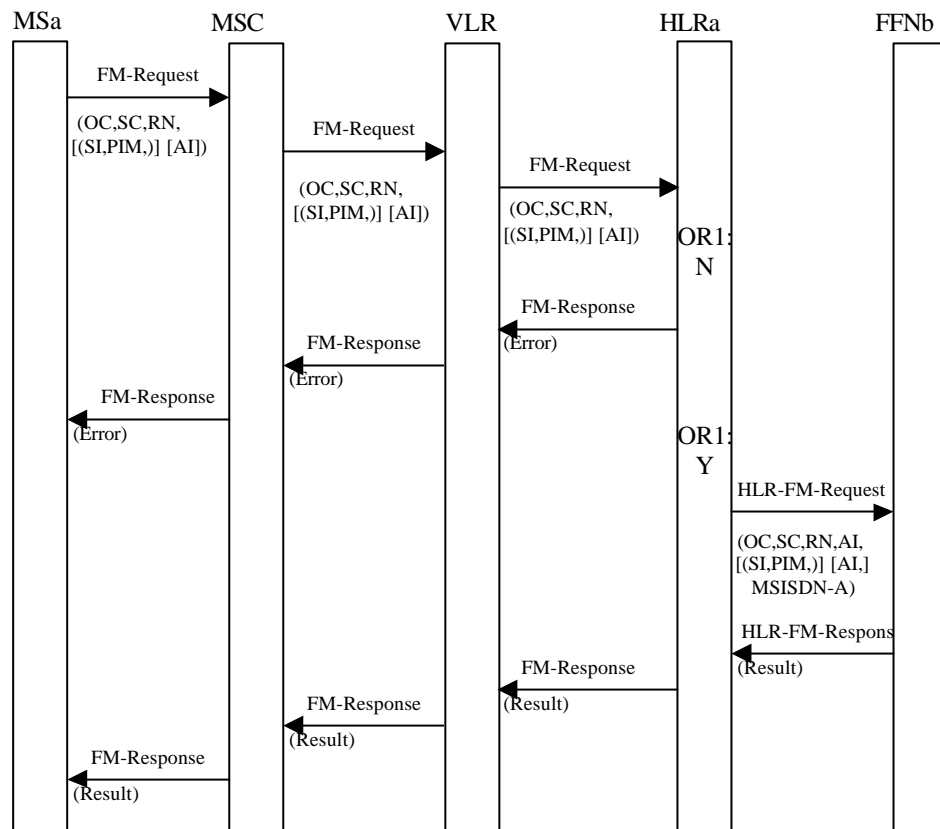 MSa
MSC
VLR
HLRa
FFNb
FM-Request
(OC,SC,RN,
[(SI,PIM,)] [AI])
FM-Request
(OC,SC,RN,
[(SI,PIM,)] [AI])
FM-Request
(OC,SC,RN,
[(SI,PIM,)] [AI])
OR1:
N
FM-Response
(Error)
FM-Response
(Error)
FM-Response
(Error)
OR1:
Y
HLR-FM-Request
(OC,SC,RN,AI,
[(SI,PIM,)] [AI,]
MSISDN-A)
HLR-FM-Respons
(Result)
FM-Response
(Result)
FM-Response
(Result)
FM-Response
(Result)